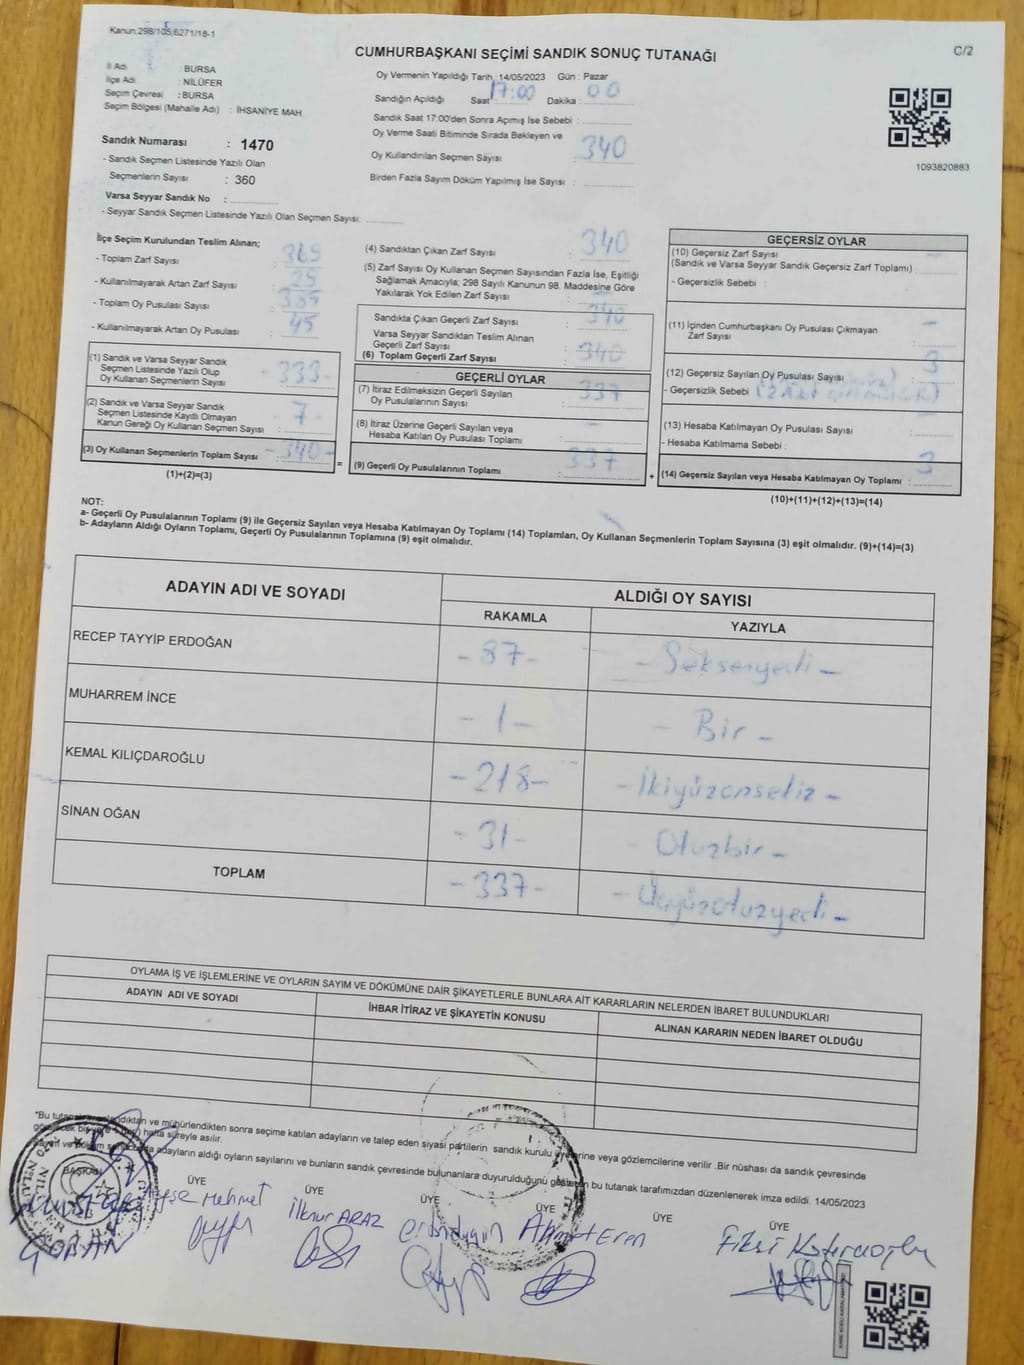 Kanun:298/105,6271/18-1
C/2
CUMHURBAŞKANI SEÇİMİ SANDIK SONUÇ TUTANAĞI
İl Adı : BURSA
İlçe Adı : NİLÜFER
Seçim Çevresi : BURSA
Seçim Bölgesi (Mahalle Adı) : İHSANİYE MAH.
Sandık Numarası : 1470
- Sandık Seçmen Listesinde Yazılı Olan
Seçmenlerin Sayısı : 360
Varsa Seyyar Sandık No :
- Seyyar Sandık Seçmen Listesinde Yazılı Olan Seçmen Sayısı:
Oy Vermenin Yapıldığı Tarih :14/05/2023 Gün : Pazar
Sandığın Açıldığı Saat : 17:00 Dakika : 00
Sandık Saat 17:00'den Sonra Açımış İse Sebebi :
Oy Verme Saati Bitiminde Sırada Bekleyen ve
Oy Kullandırılan Seçmen Sayısı : 340
Birden Fazla Sayım Döküm Yapılmış İse Sayısı :
1093820883
İlçe Seçim Kurulundan Teslim Alınan;
- Toplam Zarf Sayısı :
- Kullanılmayarak Artan Zarf Sayısı :
- Toplam Oy Pusulası Sayısı :
- Kullanılmayarak Artan Oy Pusulası : 45
(1) Sandık ve Varsa Seyyar Sandık
Seçmen Listesinde Yazılı Olup
Oy Kullanan Seçmenlerin Sayısı : -333-
(2) Sandık ve Varsa Seyyar Sandık
Seçmen Listesinde Kayıtlı Olmayan
Kanun Gereği Oy Kullanan Seçmen Sayısı : -7-
(3) Oy Kullanan Seçmenlerin Toplam Sayısı : -340-
(1)+(2)=(3)
(4) Sandıktan Çıkan Zarf Sayısı : 340
(5) Zarf Sayısı Oy Kullanan Seçmen Sayısından Fazla İse, Eşitliği
Sağlamak Amacıyla; 298 Sayılı Kanunun 98. Maddesine Göre
Yakılarak Yok Edilen Zarf Sayısı : -
Sandıkta Çıkan Geçerli Zarf Sayısı : 340
Varsa Seyyar Sandıktan Teslim Alınan
Geçerli Zarf Sayısı :
(6) Toplam Geçerli Zarf Sayısı : 340
GEÇERLİ OYLAR
(7) İtiraz Edilmeksizin Geçerli Sayılan
Oy Pusulalarının Sayısı : 337
(8) İtiraz Üzerine Geçerli Sayılan veya
Hesaba Katılan Oy Pusulası Toplamı : -
= (9) Geçerli Oy Pusulalarının Toplamı : 337
GEÇERSİZ OYLAR
(10) Geçersiz Zarf Sayısı
(Sandık ve Varsa Seyyar Sandık Geçersiz Zarf Toplamı) : -
- Geçersizlik Sebebi :
(11) İçinden Cumhurbaşkanı Oy Pusulası Çıkmayan
Zarf Sayısı : -
(12) Geçersiz Sayılan Oy Pusulası Sayısı : 3
- Geçersizlik Sebebi :
(13) Hesaba Katılmayan Oy Pusulası Sayısı : -
- Hesaba Katılmama Sebebi :
+ (14) Geçersiz Sayılan veya Hesaba Katılmayan Oy Toplamı : 3
(10)+(11)+(12)+(13)=(14)
NOT:
a- Geçerli Oy Pusulalarının Toplamı (9) ile Geçersiz Sayılan veya Hesaba Katılmayan Oy Toplamı (14) Toplamları, Oy Kullanan Seçmenlerin Toplam Sayısına (3) eşit olmalıdır. (9)+(14)=(3)
b- Adayların Aldığı Oyların Toplamı, Geçerli Oy Pusulalarının Toplamına (9) eşit olmalıdır.
ADAYIN ADI VE SOYADI
ALDIĞI OY SAYISI
RAKAMLA YAZIYLA
RECEP TAYYİP ERDOĞAN -87- -Seksenyedi-
MUHARREM İNCE -1- -Bir-
KEMAL KILIÇDAROĞLU -218- -İkiyüzonsekiz-
SİNAN OĞAN -31- -Otuzbir-
TOPLAM -337- -Üçyüzotuzyedi-
OYLAMA İŞ VE İŞLEMLERİNE VE OYLARIN SAYIM VE DÖKÜMÜNE DAİR ŞİKAYETLERLE BUNLARA AİT KARARLARIN NELERDEN İBARET BULUNDUKLARI
ADAYIN ADI VE SOYADI İHBAR İTİRAZ VE ŞİKAYETİN KONUSU ALINAN KARARIN NEDEN İBARET OLDUĞU
*Bu ve mühürlendikten sonra seçime katılan adayların ve talep eden siyasi partilerin sandık kurulu üyelerine veya gözlemcilerine verilir .Bir nüshası da sandık çevresinde
hafta süreyle asılır.
adayların aldığı oyların sayılarını ve bunların sandık çevresinde bulunanlara duyurulduğunu gösteren bu tutanak tarafımızdan düzenlenerek imza edildi. 14/05/2023
BAŞKAN ÜYE ÜYE ÜYE ÜYE ÜYE ÜYE
ÇOBAN
Ayşe Mehmet
İlknur ARAZ
Ahmet Eren